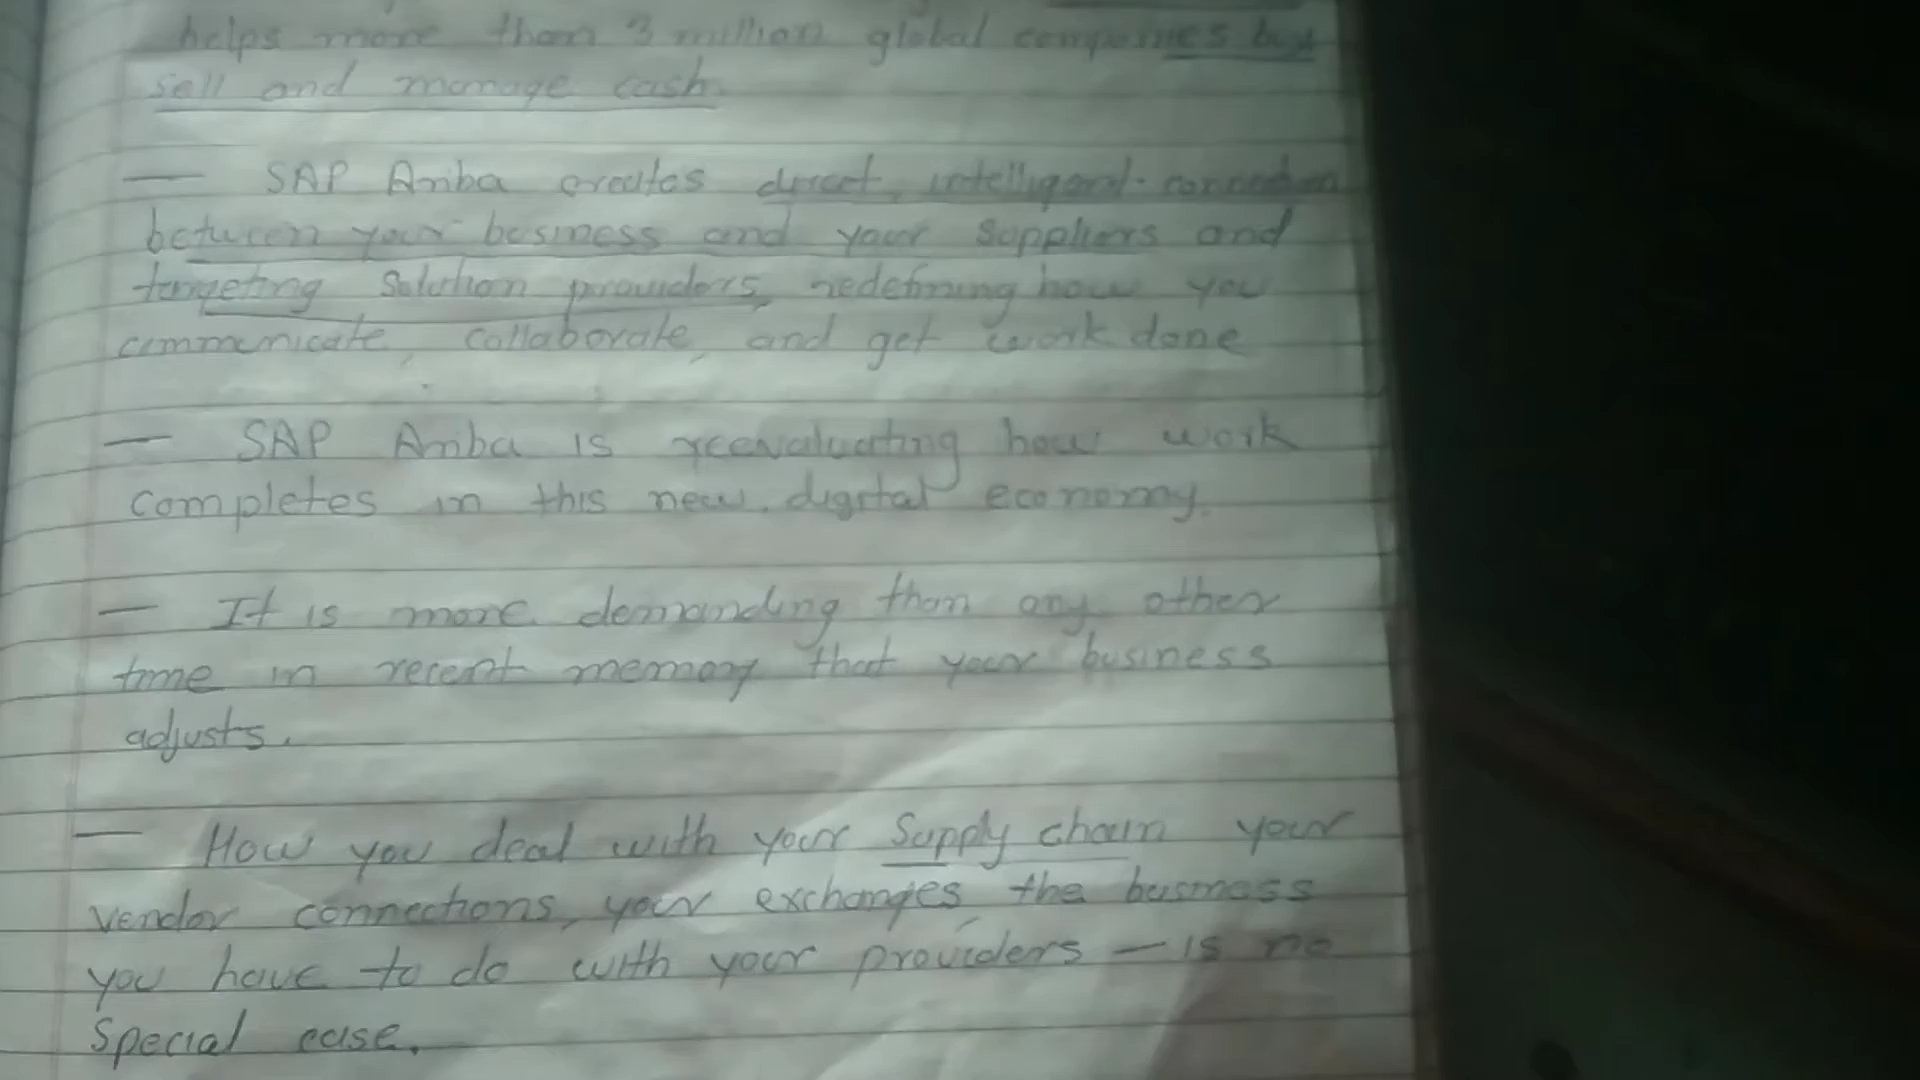 helps more than 3 million global companies buy
sell and manage cash.
— SAP Ariba creates direct, intelligent connection
between your business and your suppliers and
targeting solution providers, redefining how you
communicate, collaborate, and get work done
— SAP Ariba is reevaluating how work
completes in this new digital economy.
— It is more demanding than any other
time in recent memory that your business
adjusts.
— How you deal with your Supply chain your
vendor connections, your exchanges, the business
you have to do with your providers — is no
special case.